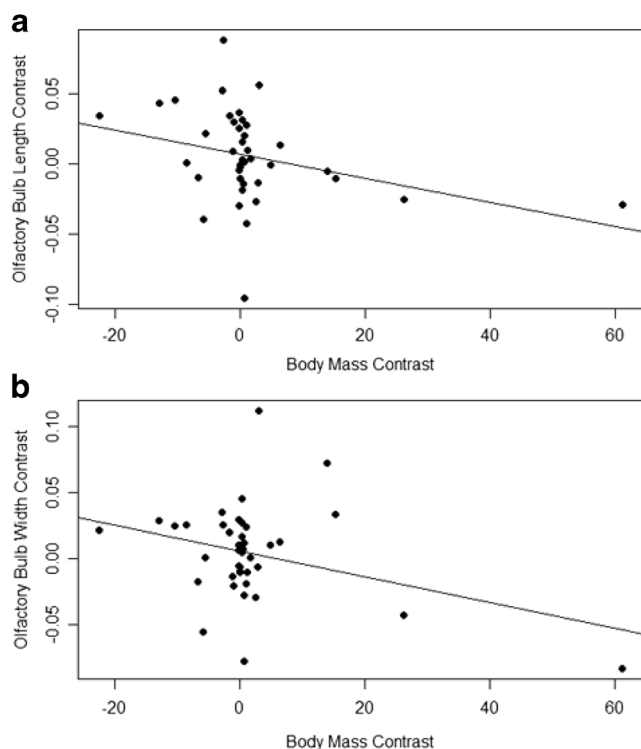 a
Olfactory Bulb Length Contrast
0.05
0.00
-0.05
-0.10
-20 0 20 40 60
Body Mass Contrast
b
Olfactory Bulb Width Contrast
0.10
0.05
0.00
-0.05
-20 0 20 40 60
Body Mass Contrast